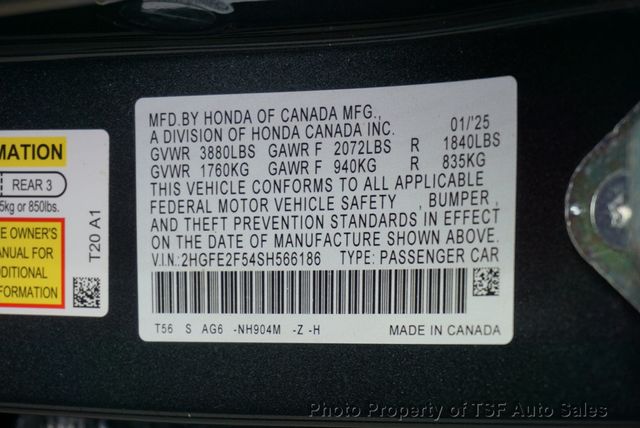 MATION
REAR 3
5kg or 850lbs.
E OWNER'S
ANUAL FOR
DITIONAL
FORMATION
T20 A1
MFD.BY HONDA OF CANADA MFG.,
A DIVISION OF HONDA CANADA INC. 01/'25
GVWR 3880LBS GAWR F 2072LBS R 1840LBS
GVWR 1760KG GAWR F 940KG R 835KG
THIS VEHICLE CONFORMS TO ALL APPLICABLE
FEDERAL MOTOR VEHICLE SAFETY , BUMPER ,
AND THEFT PREVENTION STANDARDS IN EFFECT
ON THE DATE OF MANUFACTURE SHOWN ABOVE.
V.I.N.:2HGFE2F54SH566186 TYPE: PASSENGER CAR
T56 S AG6 -NH904M -Z -H MADE IN CANADA
Photo Property of TSF Auto Sales